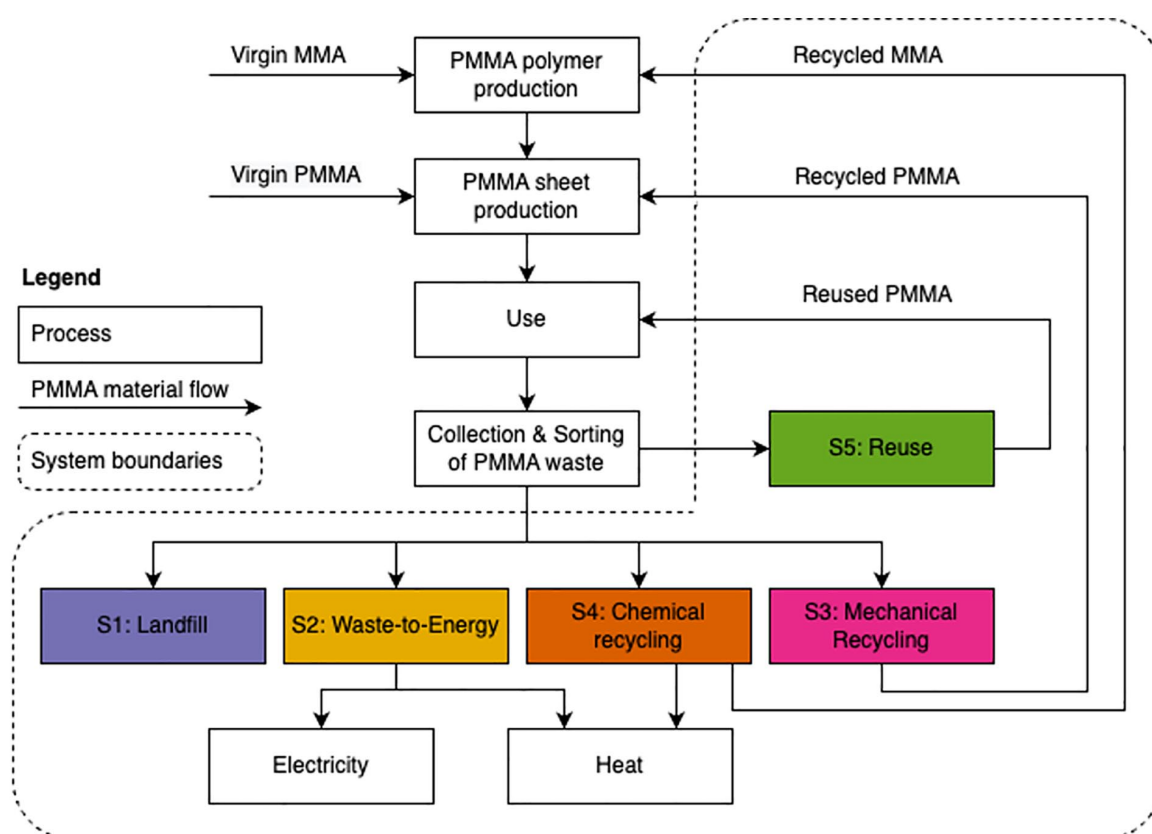 Virgin MMA
PMMA polymer
production
Recycled MMA
Virgin PMMA
PMMA sheet
production
Recycled PMMA
Legend
Process
PMMA material flow
System boundaries
Use
Reused PMMA
Collection & Sorting
of PMMA waste
S5: Reuse
S1: Landfill
S2: Waste-to-Energy
S4: Chemical
recycling
S3: Mechanical
Recycling
Electricity
Heat